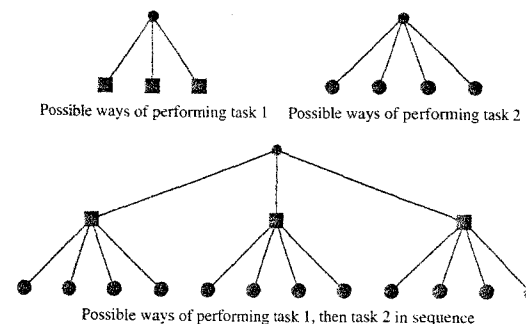 Possible ways of performing task 1
Possible ways of performing task 2
Possible ways of performing task 1, then task 2 in sequence